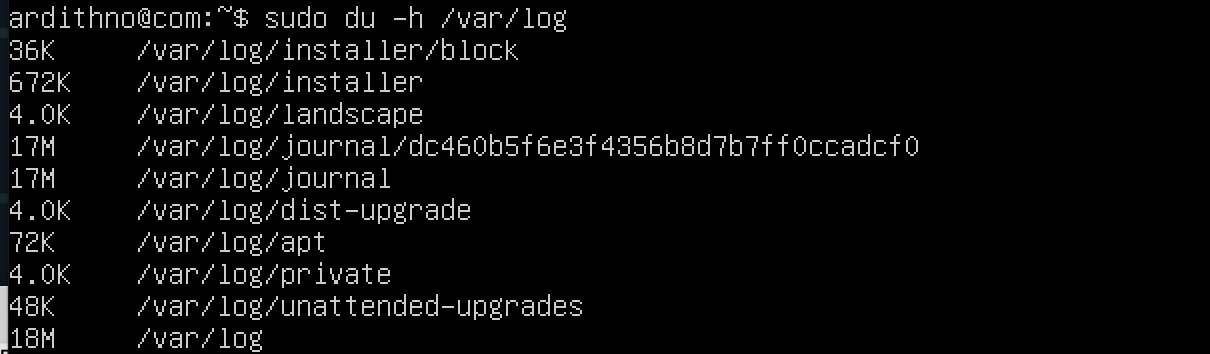 ardithno@com:~$ sudo du -h /var/log
36K /var/log/installer/block
672K /var/log/installer
4.0K /var/log/landscape
17M /var/log/journal/dc460b5f6e3f4356b8d7b7ff0ccadcf0
17M /var/log/journal
4.0K /var/log/dist-upgrade
72K /var/log/apt
4.0K /var/log/private
48K /var/log/unattended-upgrades
18M /var/log